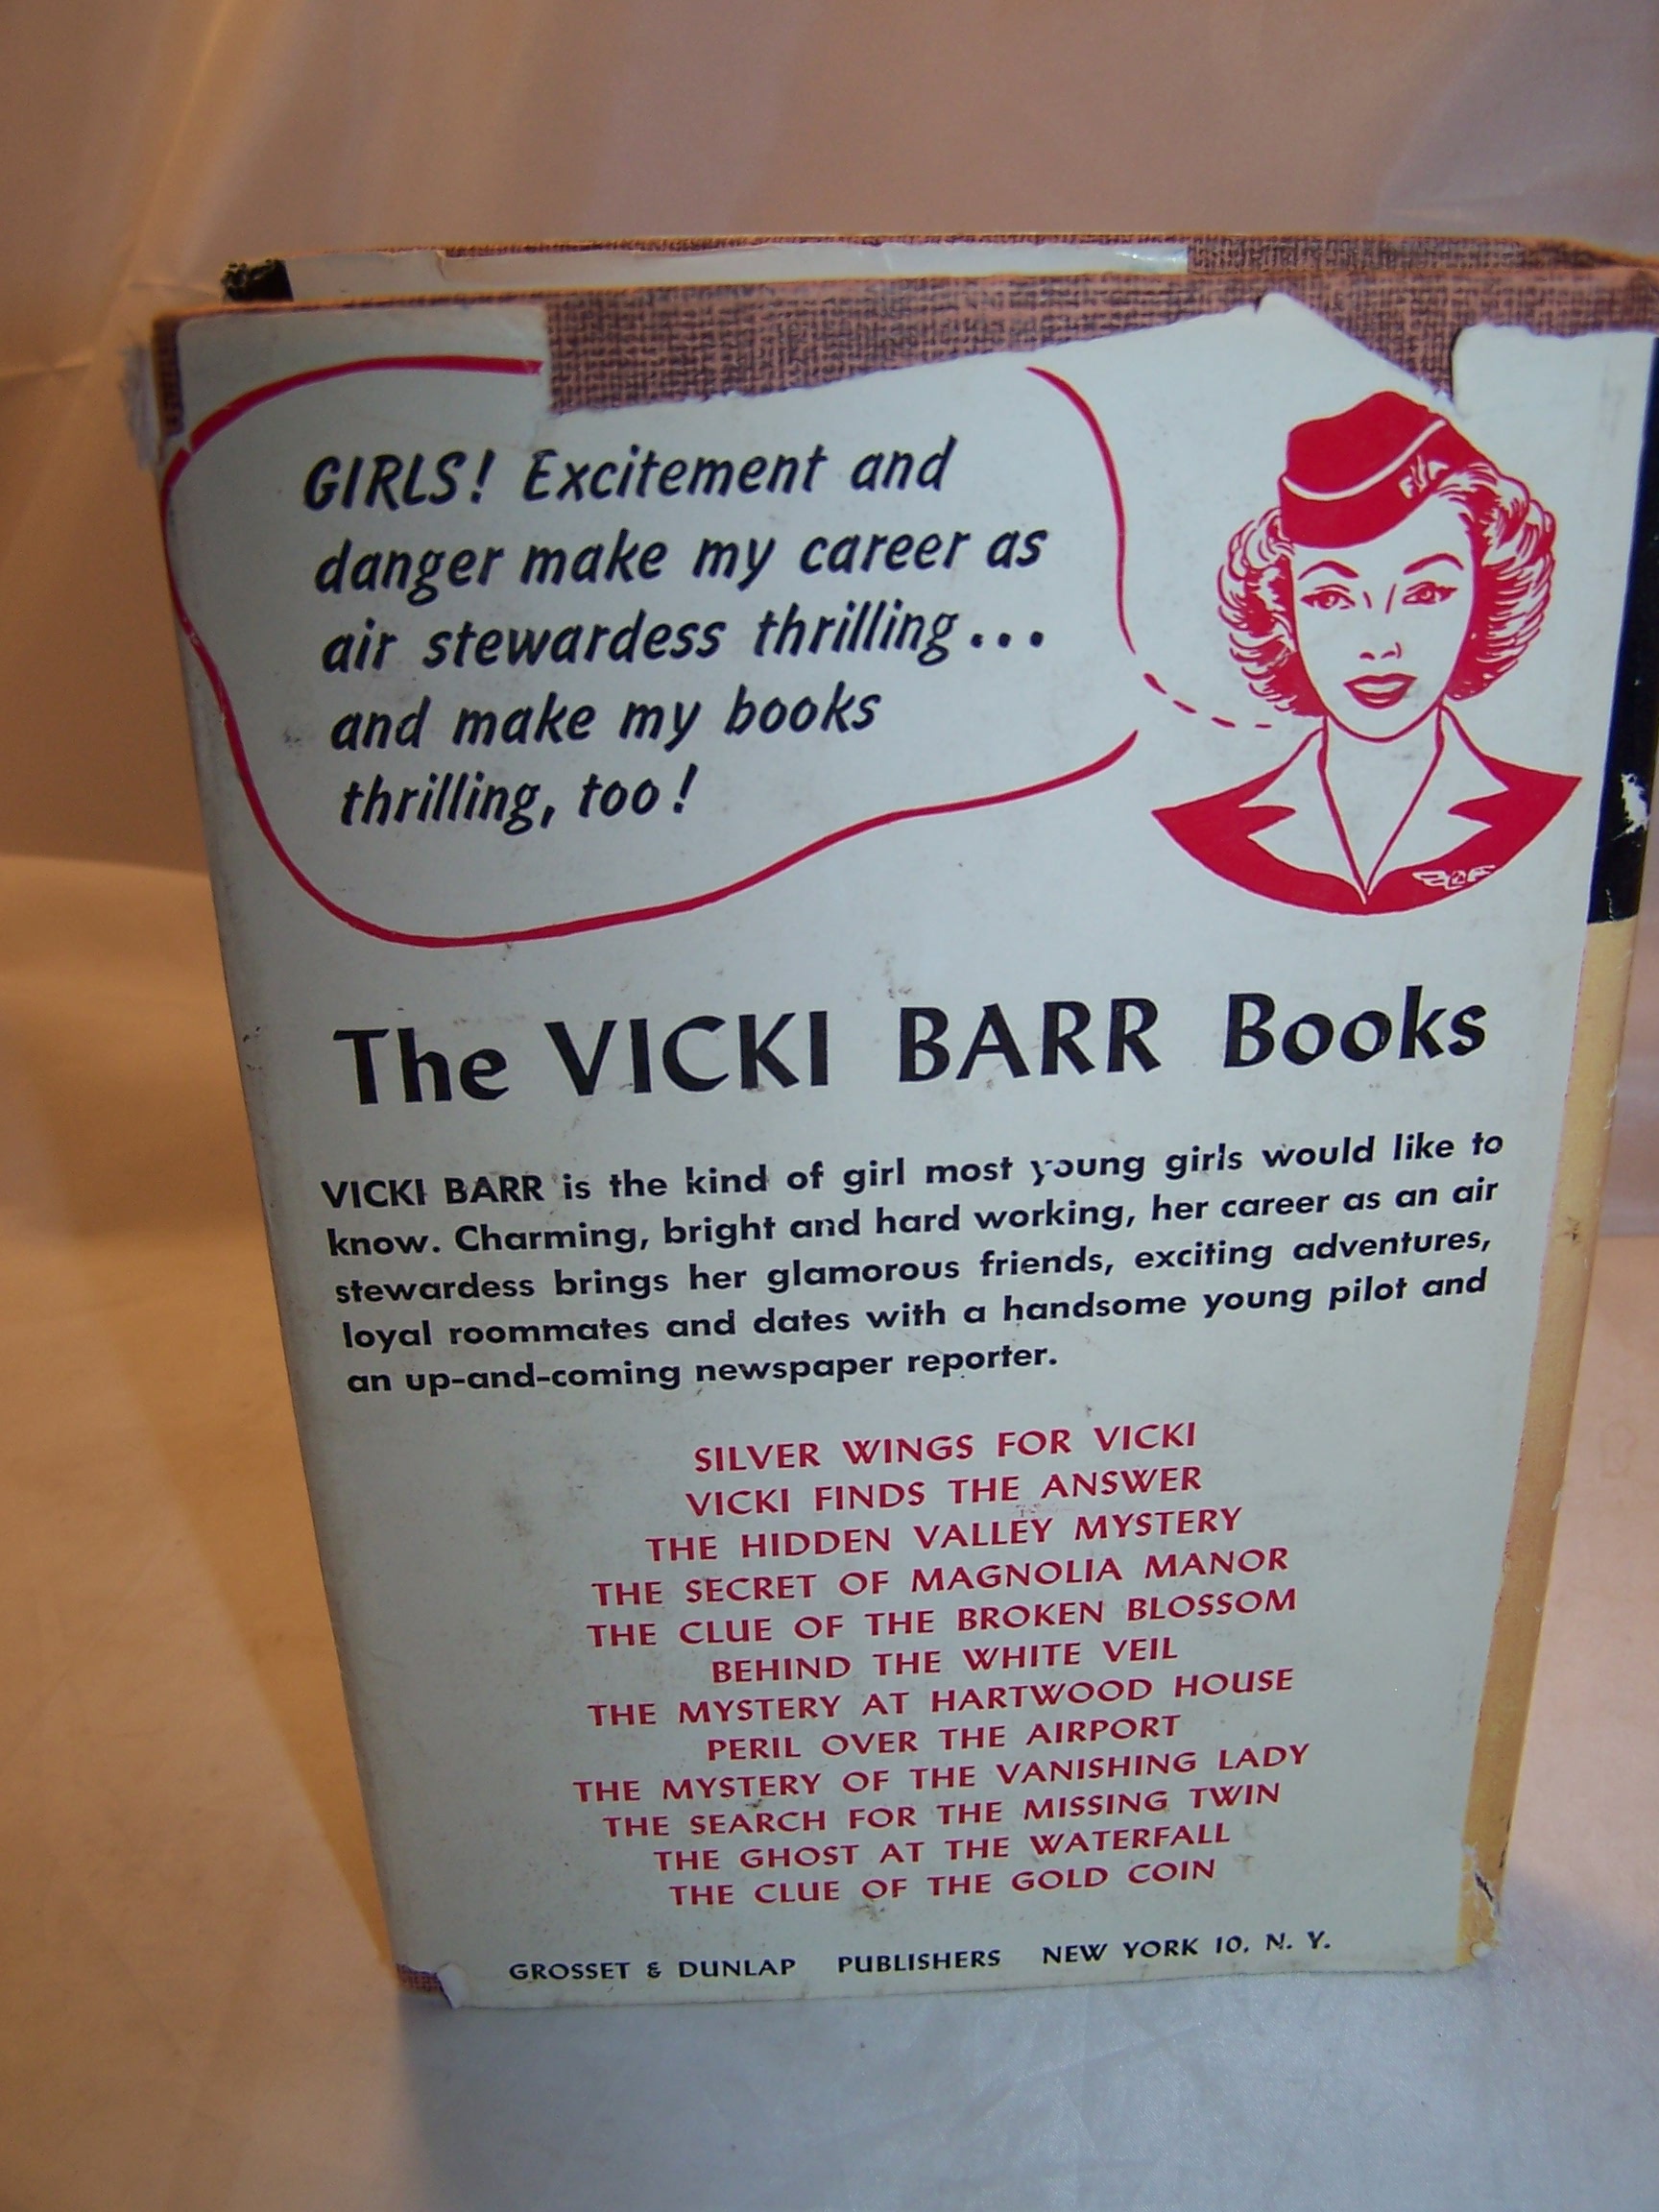 GIRLS! Excitement and
danger make my career as
air stewardess thrilling...
and make my books
thrilling, too!
The VICKI BARR Books
VICKI BARR is the kind of girl most young girls would like to
know. Charming, bright and hard working, her career as an air
stewardess brings her glamorous friends, exciting adventures,
loyal roommates and dates with a handsome young pilot and
an up-and-coming newspaper reporter.
SILVER WINGS FOR VICKI
VICKI FINDS THE ANSWER
THE HIDDEN VALLEY MYSTERY
THE SECRET OF MAGNOLIA MANOR
THE CLUE OF THE BROKEN BLOSSOM
BEHIND THE WHITE VEIL
THE MYSTERY AT HARTWOOD HOUSE
PERIL OVER THE AIRPORT
THE MYSTERY OF THE VANISHING LADY
THE SEARCH FOR THE MISSING TWIN
THE GHOST AT THE WATERFALL
THE CLUE OF THE GOLD COIN
GROSSET & DUNLAP PUBLISHERS NEW YORK 10, N. Y.